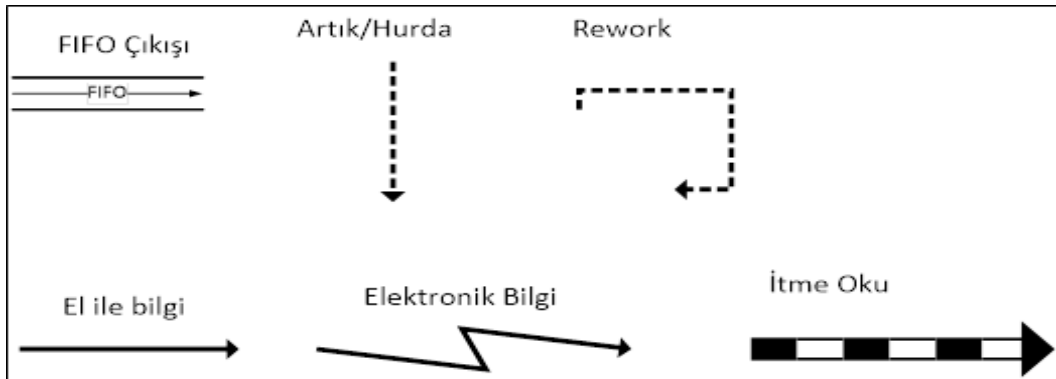 FIFO Çıkışı
Artık/Hurda
Rework
FIFO
El ile bilgi
Elektronik Bilgi
İtme Oku